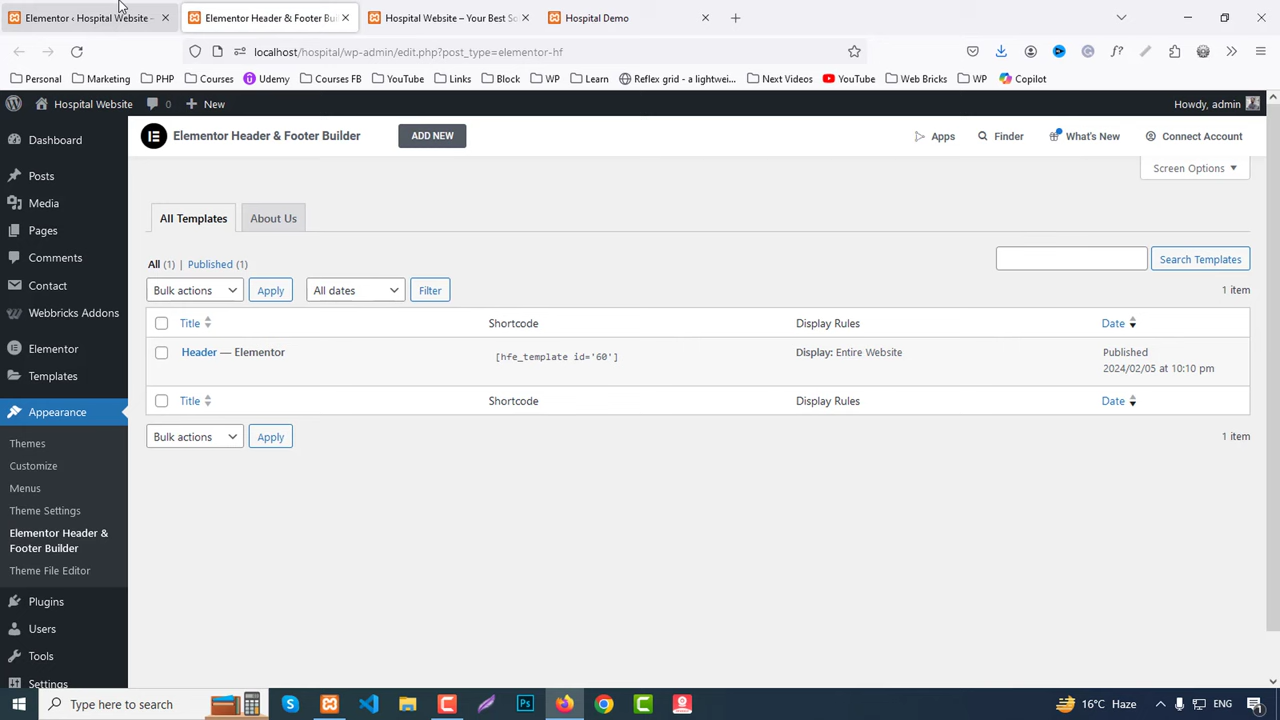 Elementor ‹ Hospital Website –
Elementor Header & Footer Bui
Hospital Website – Your Best So
Hospital Demo
localhost/hospital/wp-admin/edit.php?post_type=elementor-hf
Personal
Marketing
PHP
Courses
Udemy
Courses FB
YouTube
Links
Block
WP
Learn
Reflex grid - a lightwei...
Next Videos
YouTube
Web Bricks
WP
Copilot
Hospital Website
0
New
Howdy, admin
Dashboard
Posts
Media
Pages
Comments
Contact
Webbricks Addons
Elementor
Templates
Appearance
Themes
Customize
Menus
Theme Settings
Elementor Header &
Footer Builder
Theme File Editor
Plugins
Users
Tools
Settings
Elementor Header & Footer Builder
ADD NEW
Apps
Finder
What's New
Connect Account
Screen Options
All Templates
About Us
All (1) | Published (1)
Search Templates
Bulk actions
Apply
All dates
Filter
1 item
Title
Shortcode
Display Rules
Date
Header — Elementor
[hfe_template id='60']
Display: Entire Website
Published
2024/02/05 at 10:10 pm
Title
Shortcode
Display Rules
Date
Bulk actions
Apply
1 item
Type here to search
16°C Haze
ENG